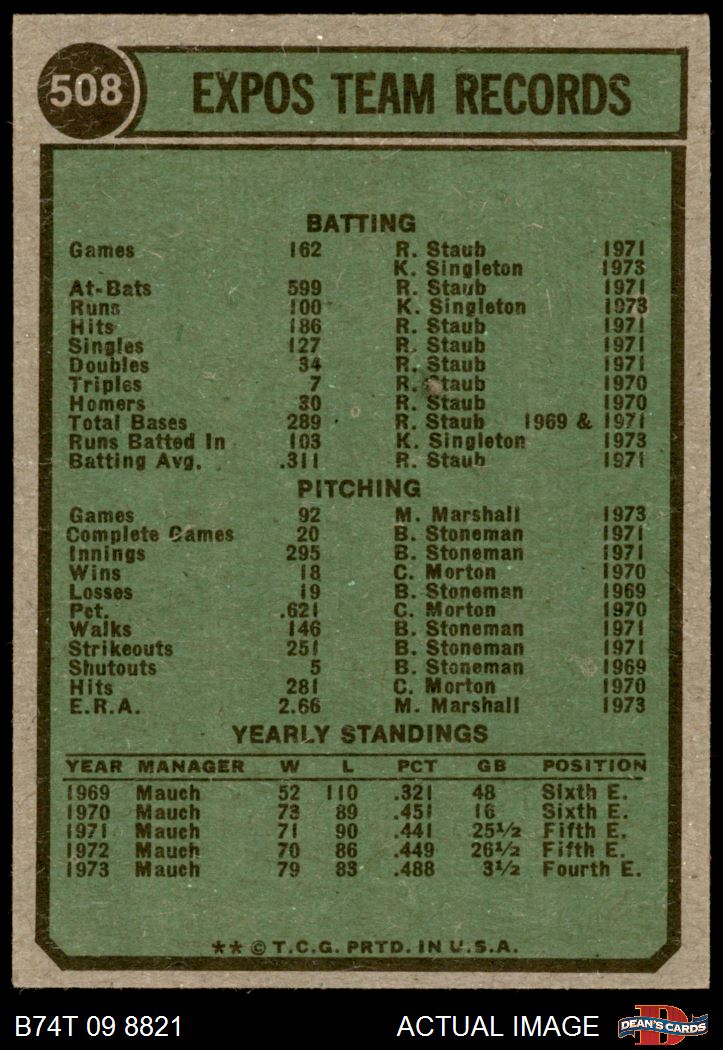 508 EXPOS TEAM RECORDS
BATTING
Games 162 R. Staub 1971
K. Singleton 1973
At-Bats 599 R. Staub 1971
Runs 100 K. Singleton 1973
Hits 186 R. Staub 1971
Singles 127 R. Staub 1971
Doubles 34 R. Staub 1971
Triples 7 R. Staub 1970
Homers 30 R. Staub 1970
Total Bases 289 R. Staub 1969 & 1971
Runs Batted In 103 K. Singleton 1973
Batting Avg. .311 R. Staub 1971
PITCHING
Games 92 M. Marshall 1973
Complete Games 20 B. Stoneman 1971
Innings 295 B. Stoneman 1971
Wins 18 C. Morton 1970
Losses 19 B. Stoneman 1969
Pct. .621 C. Morton 1970
Walks 146 B. Stoneman 1971
Strikeouts 251 B. Stoneman 1971
Shutouts 5 B. Stoneman 1969
Hits 281 C. Morton 1970
E.R.A. 2.66 M. Marshall 1973
YEARLY STANDINGS
YEAR MANAGER W L PCT GB POSITION
1969 Mauch 52 110 .321 48 Sixth E.
1970 Mauch 73 89 .451 16 Sixth E.
1971 Mauch 71 90 .441 25½ Fifth E.
1972 Mauch 70 86 .449 26½ Fifth E.
1973 Mauch 79 83 .488 3½ Fourth E.
** © T.C.G. PRTD. IN U.S.A.
B74T 09 8821 ACTUAL IMAGE D DEAN'S CARDS